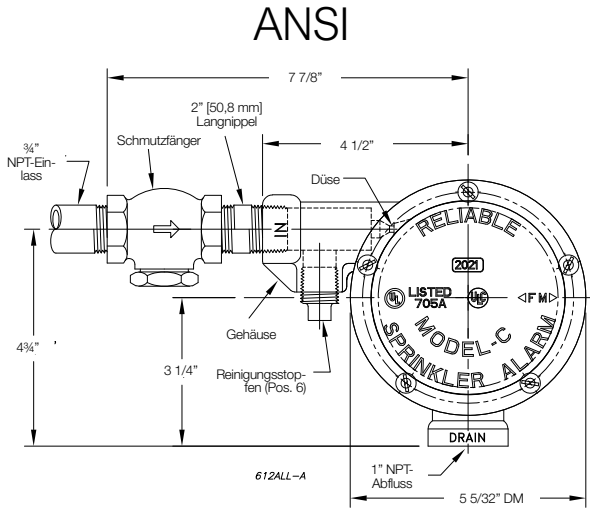 ANSI
7 7/8”
2” [50,8 mm]
Langnippel
Schmutzfänger
4 1/2”
¾”
NPT-Ein-
lass
Düse
IN
RELIABLE
2021
UL
LISTED
705A
ULC
FM
MODEL-C
SPRINKLER ALARM
Gehäuse
4¾”
3 1/4”
Reinigungsstop-
fen (Pos. 6)
DRAIN
612ALL-A
1” NPT-
Abfluss
5 5/32” DM